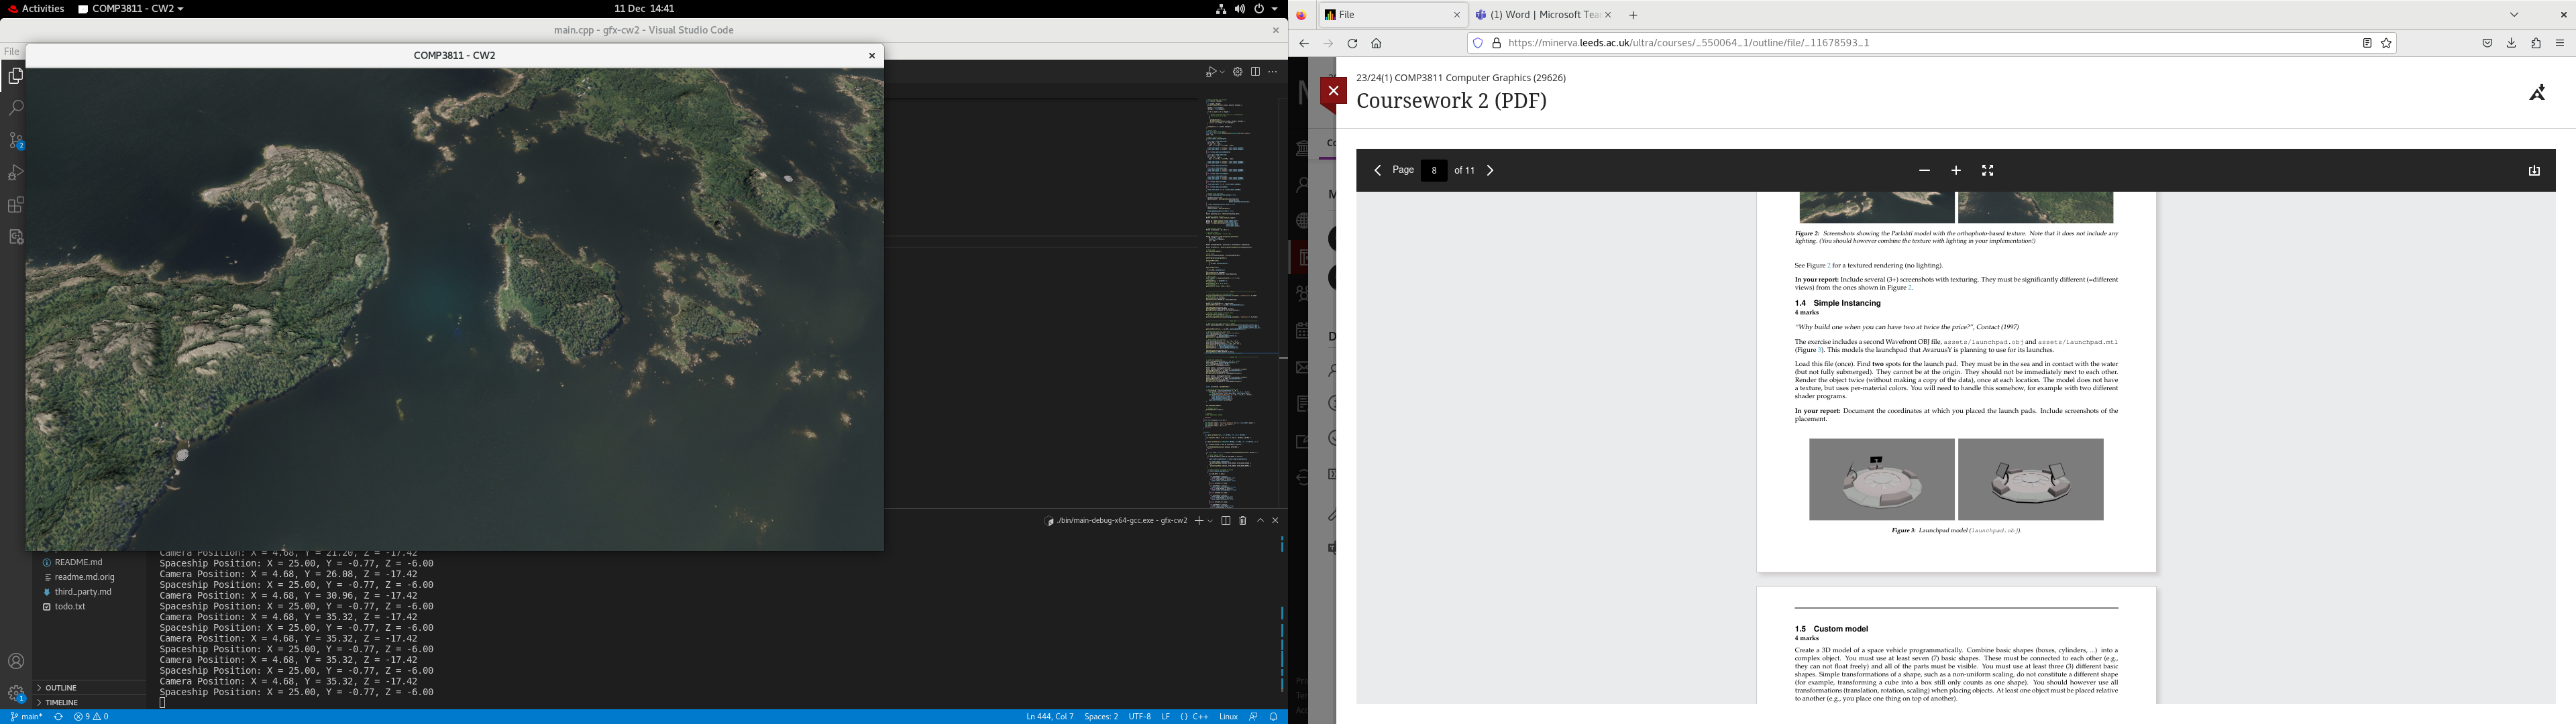 Activities
COMP3811 - CW2
11 Dec 14:41
main.cpp - gfx-cw2 - Visual Studio Code
File
COMP3811 - CW2
2
./bin/main-debug-x64-gcc.exe - gfx-cw2
README.md
readme.md.orig
third_party.md
todo.txt
OUTLINE
TIMELINE
1
Camera Position: X = 4.68, Y = 21.20, Z = -17.42
Spaceship Position: X = 25.00, Y = -0.77, Z = -6.00
Camera Position: X = 4.68, Y = 26.08, Z = -17.42
Spaceship Position: X = 25.00, Y = -0.77, Z = -6.00
Camera Position: X = 4.68, Y = 30.96, Z = -17.42
Spaceship Position: X = 25.00, Y = -0.77, Z = -6.00
Camera Position: X = 4.68, Y = 35.32, Z = -17.42
Spaceship Position: X = 25.00, Y = -0.77, Z = -6.00
Camera Position: X = 4.68, Y = 35.32, Z = -17.42
Spaceship Position: X = 25.00, Y = -0.77, Z = -6.00
Camera Position: X = 4.68, Y = 35.32, Z = -17.42
Spaceship Position: X = 25.00, Y = -0.77, Z = -6.00
Camera Position: X = 4.68, Y = 35.32, Z = -17.42
Spaceship Position: X = 25.00, Y = -0.77, Z = -6.00
main* 9 0
Ln 444, Col 7 Spaces: 2 UTF-8 LF {} C++ Linux
File
(1) Word | Microsoft Tea
https://minerva.leeds.ac.uk/ultra/courses/_550064_1/outline/file/_11678593_1
23/24(1) COMP3811 Computer Graphics (29626)
Coursework 2 (PDF)
Page 8 of 11
Figure 2: Screenshots showing the Parlahti model with the orthophoto-based texture. Note that it does not include any
lighting. (You should however combine the texture with lighting in your implementation!)
See Figure 2 for a textured rendering (no lighting).
In your report: Include several (3+) screenshots with texturing. They must be significantly different (=different
views) from the ones shown in Figure 2.
1.4 Simple Instancing
4 marks
"Why build one when you can have two at twice the price?", Contact (1997)
The exercise includes a second Wavefront OBJ file, assets/launchpad.obj and assets/launchpad.mtl
(Figure 3). This models the launchpad that AvaruusY is planning to use for its launches.
Load this file (once). Find two spots for the launch pad. They must be in the sea and in contact with the water
(but not fully submerged). They cannot be at the origin. They should not be immediately next to each other.
Render the object twice (without making a copy of the data), once at each location. The model does not have
a texture, but uses per-material colors. You will need to handle this somehow, for example with two different
shader programs.
In your report: Document the coordinates at which you placed the launch pads. Include screenshots of the
placement.
Figure 3: Launchpad model (launchpad.obj).
1.5 Custom model
4 marks
Create a 3D model of a space vehicle programmatically. Combine basic shapes (boxes, cylinders, ...) into a
complex object. You must use at least seven (7) basic shapes. These must be connected to each other (e.g.,
they can not float freely) and all of the parts must be visible. You must use at least three (3) different basic
shapes. Simple transformations of a shape, such as a non-uniform scaling, do not constitute a different shape
(for example, transforming a cube into a box still only counts as one shape). You should however use all
transformations (translation, rotation, scaling) when placing objects. At least one object must be placed relative
to another (e.g., you place one thing on top of another).